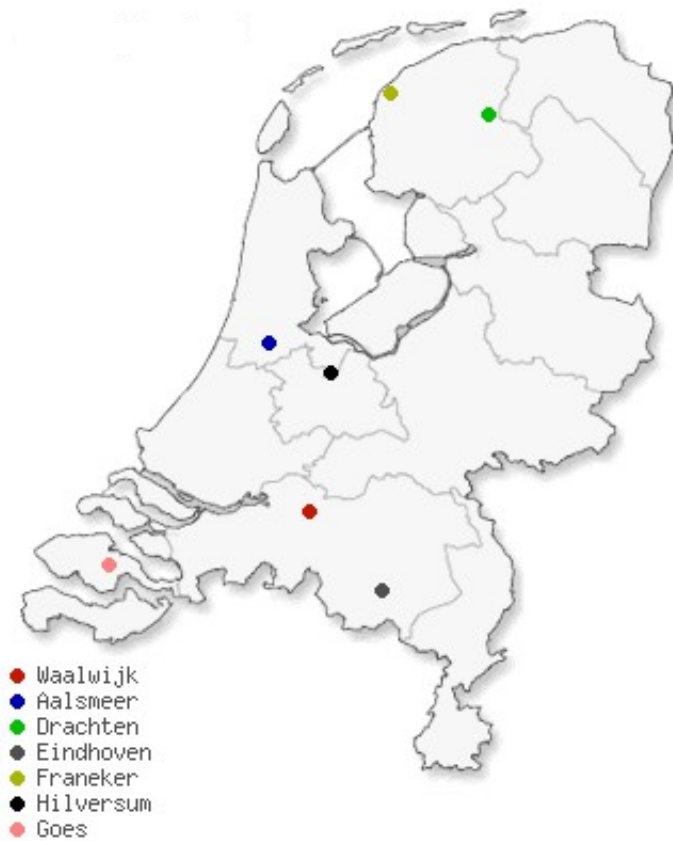 Waalwijk
Aalsmeer
Drachten
Eindhoven
Franeker
Hilversum
Goes